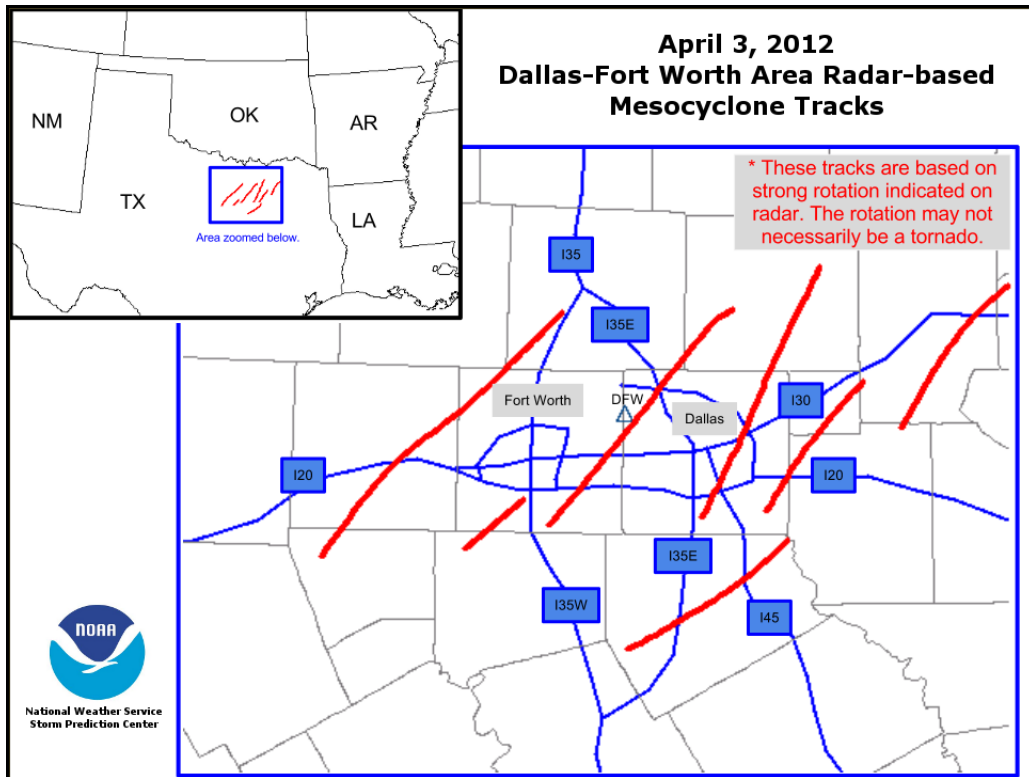 April 3, 2012
Dallas-Fort Worth Area Radar-based
Mesocyclone Tracks
NM
OK
AR
TX
LA
Area zoomed below.
* These tracks are based on
strong rotation indicated on
radar. The rotation may not
necessarily be a tornado.
I35
I35E
Fort Worth
DFW
Dallas
I30
I20
I20
I35E
I35W
I45
NOAA
National Weather Service
Storm Prediction Center